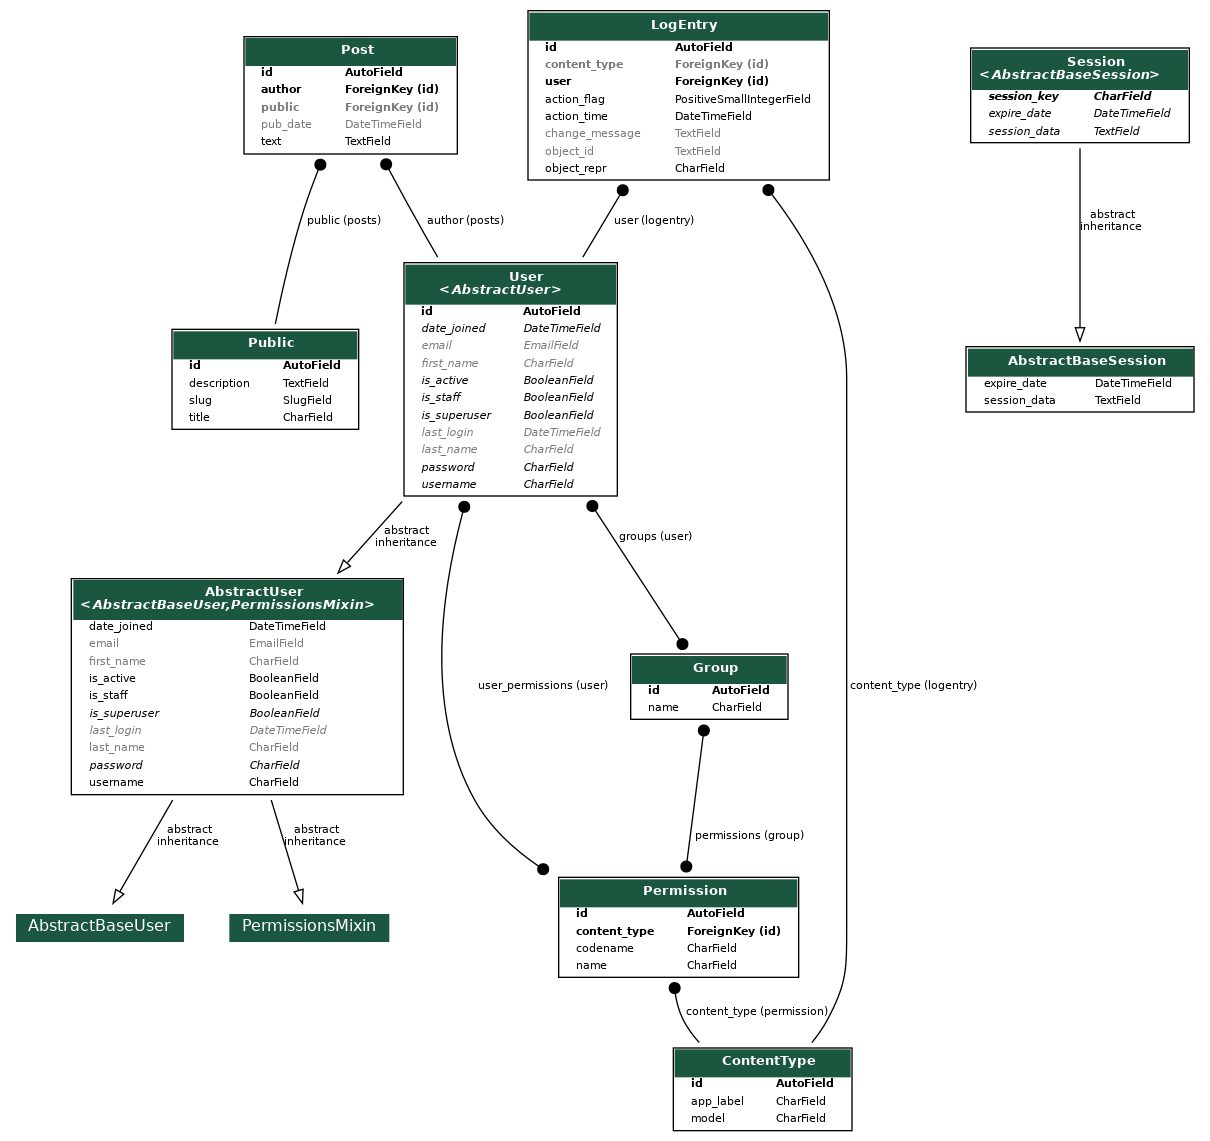 Post
id AutoField
author ForeignKey (id)
public ForeignKey (id)
pub_date DateTimeField
text TextField
LogEntry
id AutoField
content_type ForeignKey (id)
user ForeignKey (id)
action_flag PositiveSmallIntegerField
action_time DateTimeField
change_message TextField
object_id TextField
object_repr CharField
Session
<AbstractBaseSession>
session_key CharField
expire_date DateTimeField
session_data TextField
public (posts)
author (posts)
user (logentry)
abstract
inheritance
User
<AbstractUser>
id AutoField
date_joined DateTimeField
email EmailField
first_name CharField
is_active BooleanField
is_staff BooleanField
is_superuser BooleanField
last_login DateTimeField
last_name CharField
password CharField
username CharField
Public
id AutoField
description TextField
slug SlugField
title CharField
AbstractBaseSession
expire_date DateTimeField
session_data TextField
abstract
inheritance
groups (user)
AbstractUser
<AbstractBaseUser,PermissionsMixin>
date_joined DateTimeField
email EmailField
first_name CharField
is_active BooleanField
is_staff BooleanField
is_superuser BooleanField
last_login DateTimeField
last_name CharField
password CharField
username CharField
user_permissions (user)
Group
id AutoField
name CharField
content_type (logentry)
abstract
inheritance
abstract
inheritance
permissions (group)
AbstractBaseUser
PermissionsMixin
Permission
id AutoField
content_type ForeignKey (id)
codename CharField
name CharField
content_type (permission)
ContentType
id AutoField
app_label CharField
model CharField